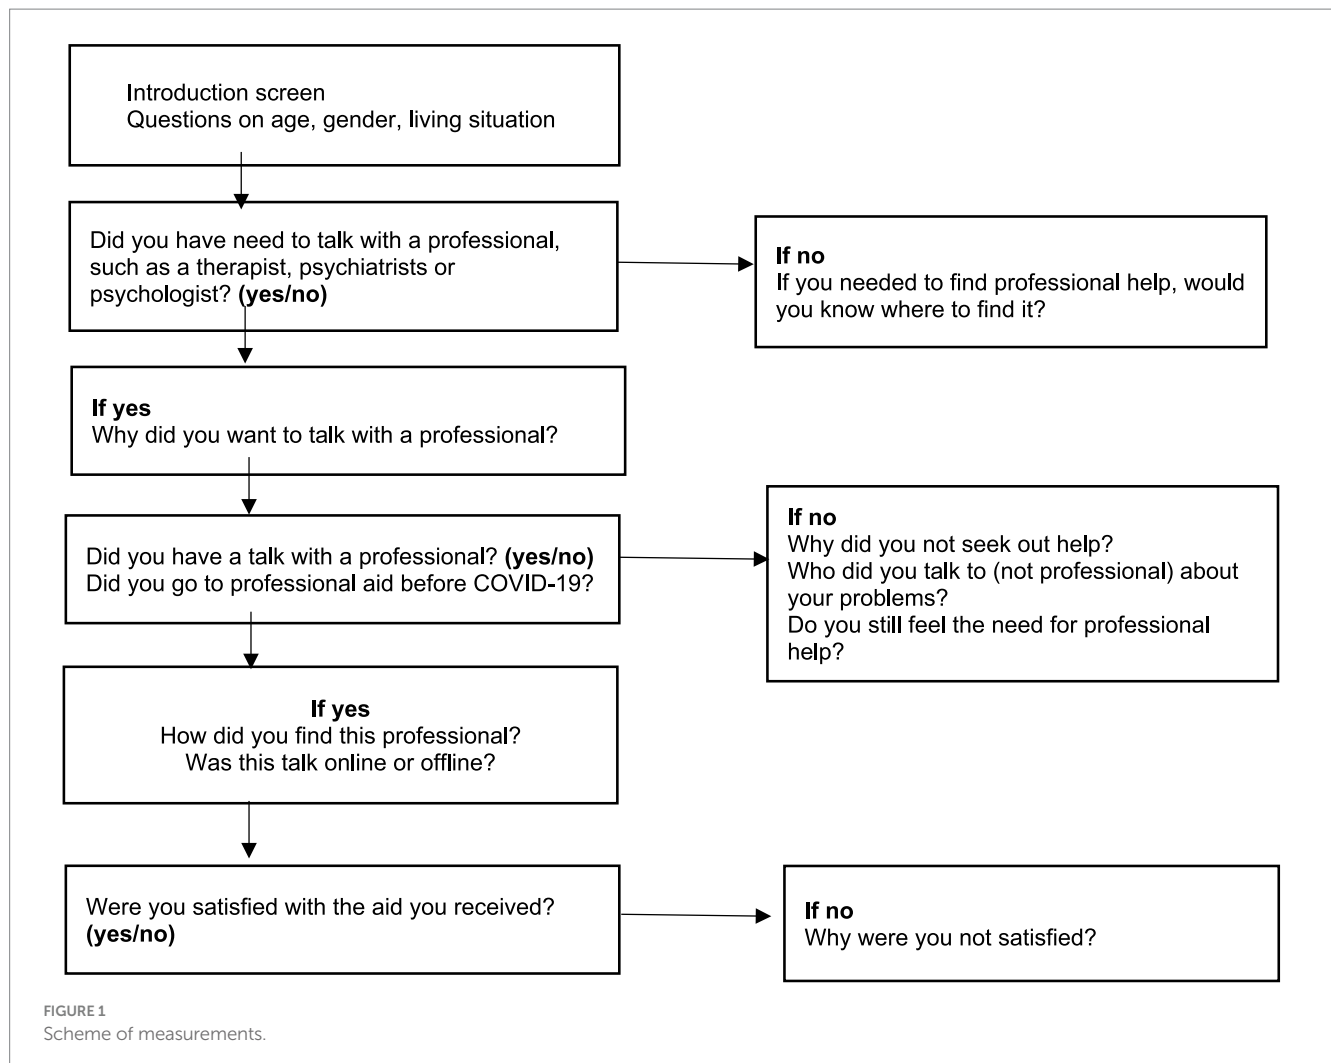 Introduction screen
Questions on age, gender, living situation
Did you have need to talk with a professional,
such as a therapist, psychiatrists or
psychologist? (yes/no)
If no
If you needed to find professional help, would
you know where to find it?
If yes
Why did you want to talk with a professional?
Did you have a talk with a professional? (yes/no)
Did you go to professional aid before COVID-19?
If no
Why did you not seek out help?
Who did you talk to (not professional) about
your problems?
Do you still feel the need for professional
help?
If yes
How did you find this professional?
Was this talk online or offline?
Were you satisfied with the aid you received?
(yes/no)
If no
Why were you not satisfied?
FIGURE 1
Scheme of measurements.